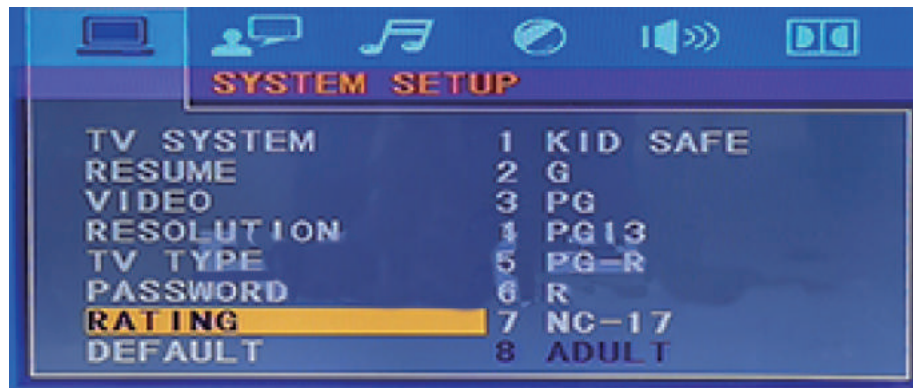 SYSTEM SETUP
TV SYSTEM 1 KID SAFE
RESUME 2 G
VIDEO 3 PG
RESOLUTION 4 PG13
TV TYPE 5 PG-R
PASSWORD 6 R
RATING 7 NC-17
DEFAULT 8 ADULT